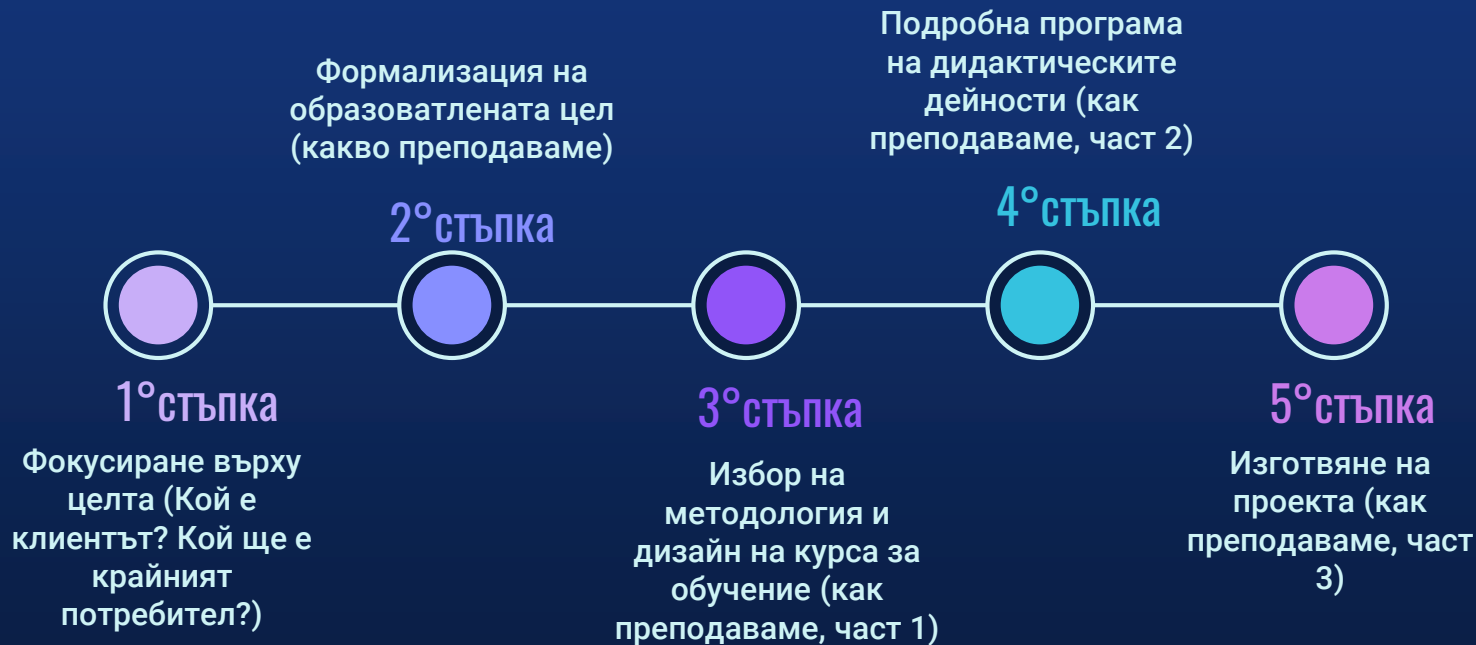 1°стъпка
Фокусиране върху
целта (Кой е
клиентът? Кой ще е
крайният
потребител?)
Формализация на
образоватлената цел
(какво преподаваме)
2°стъпка
3°стъпка
Избор на
методология и
дизайн на курса за
обучение (как
преподаваме, част 1)
Подробна програма
на дидактическите
дейности (как
преподаваме, част 2)
4°стъпка
5°стъпка
Изготвяне на
проекта (как
преподаваме, част
3)